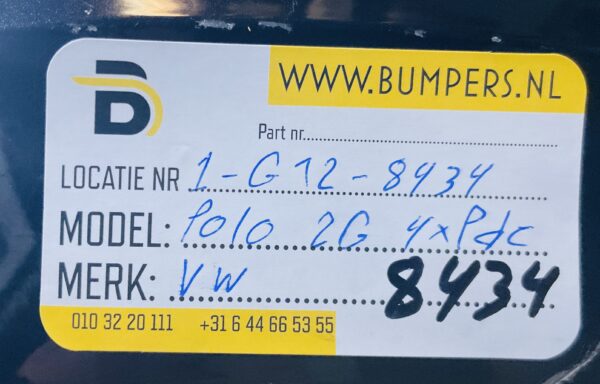 B
WWW.BUMPERS.NL
Part nr.
LOCATIE NR 1-G12-8434
MODEL: Polo 2G 4xPdc
MERK: VW
8434
010 32 20 111 +31 6 44 66 53 55